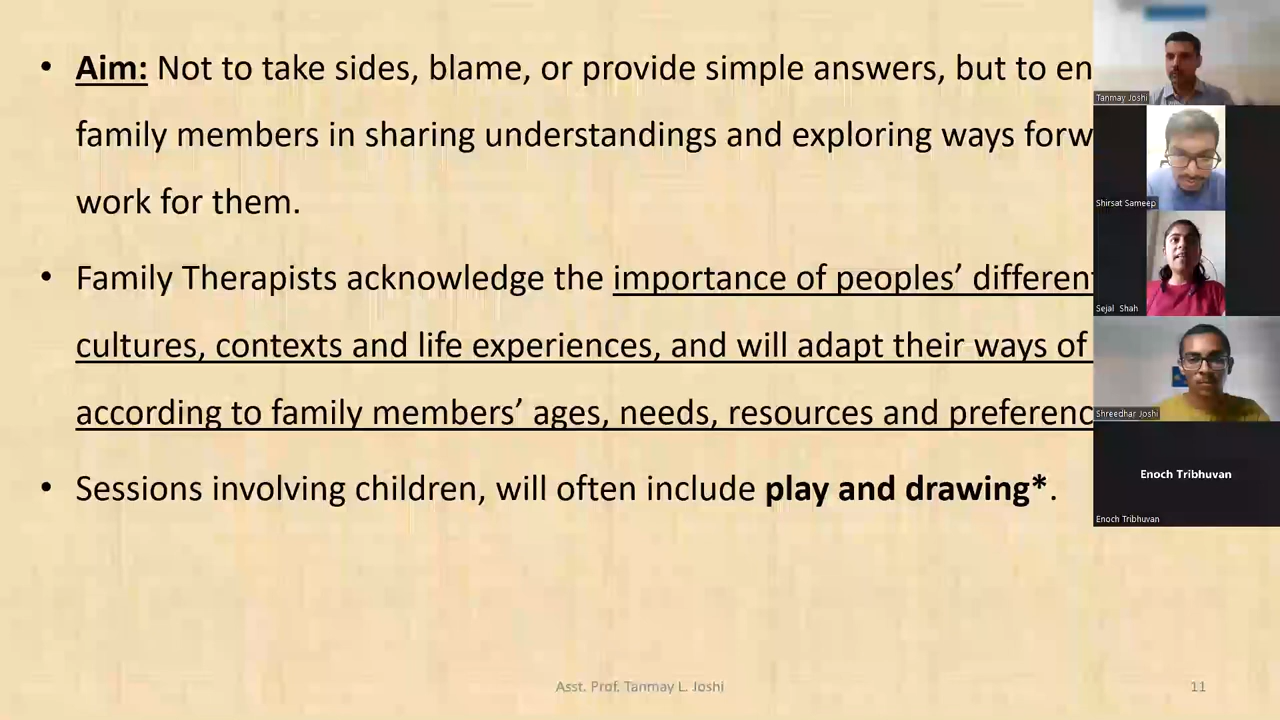 • Aim: Not to take sides, blame, or provide simple answers, but to en
family members in sharing understandings and exploring ways forw
work for them.
• Family Therapists acknowledge the importance of peoples’ different
cultures, contexts and life experiences, and will adapt their ways of
according to family members’ ages, needs, resources and preferenc
• Sessions involving children, will often include play and drawing*.
Asst. Prof. Tanmay L. Joshi
11
Tanmay Joshi
Shirsat Sameep
Sejal Shah
Shreedhar Joshi
Enoch Tribhuvan
Enoch Tribhuvan